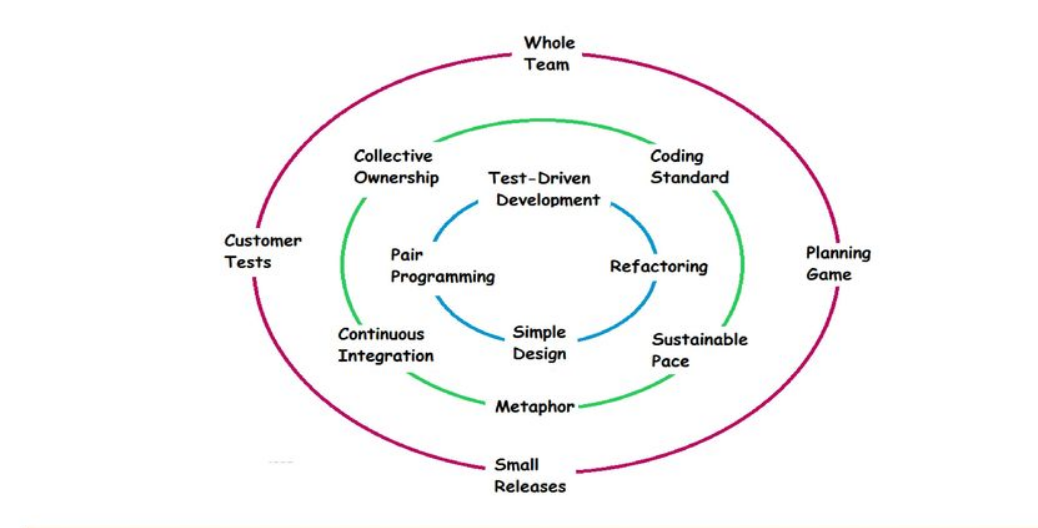 Whole
Team
Collective
Ownership
Coding
Standard
Test-Driven
Development
Customer
Tests
Pair
Programming
Refactoring
Planning
Game
Continuous
Integration
Simple
Design
Sustainable
Pace
Metaphor
Small
Releases